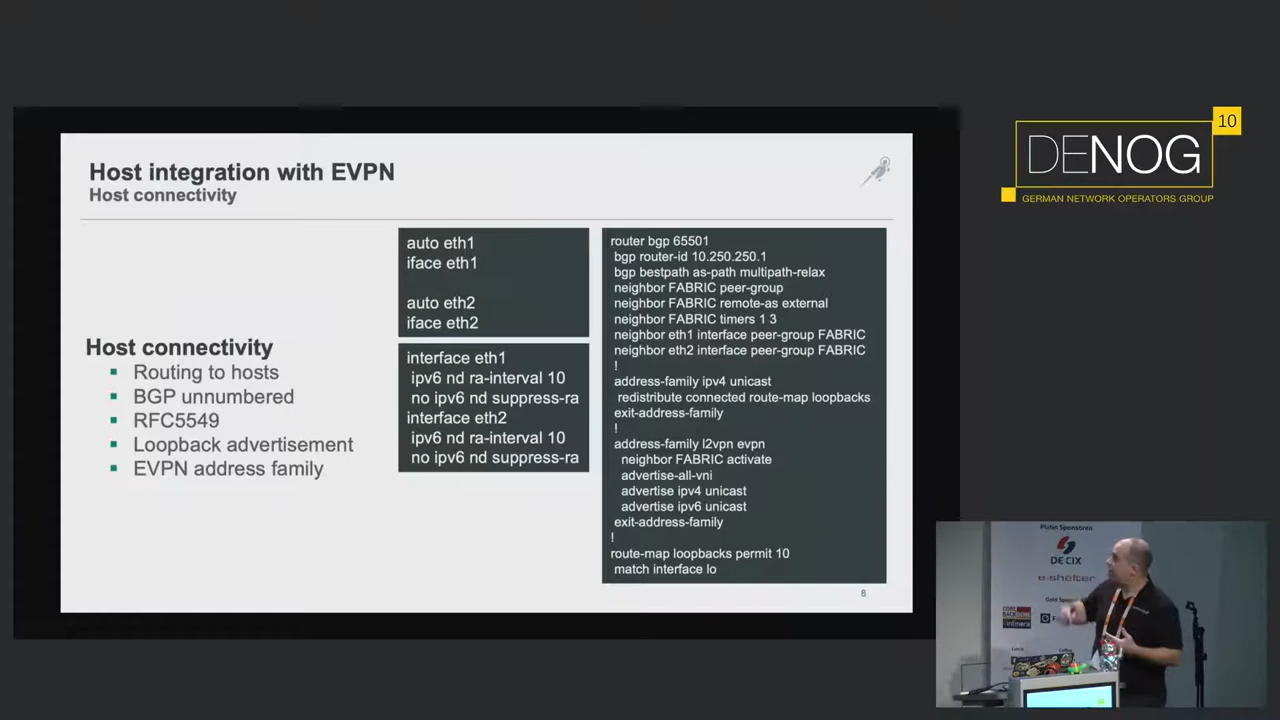 Host integration with EVPN
Host connectivity
Host connectivity
Routing to hosts
BGP unnumbered
RFC5549
Loopback advertisement
EVPN address family
auto eth1
iface eth1
auto eth2
iface eth2
interface eth1
ipv6 nd ra-interval 10
no ipv6 nd suppress-ra
interface eth2
ipv6 nd ra-interval 10
no ipv6 nd suppress-ra
router bgp 65501
bgp router-id 10.250.250.1
bgp bestpath as-path multipath-relax
neighbor FABRIC peer-group
neighbor FABRIC remote-as external
neighbor FABRIC timers 1 3
neighbor eth1 interface peer-group FABRIC
neighbor eth2 interface peer-group FABRIC
!
address-family ipv4 unicast
redistribute connected route-map loopbacks
exit-address-family
!
address-family l2vpn evpn
neighbor FABRIC activate
advertise-all-vni
advertise ipv4 unicast
advertise ipv6 unicast
exit-address-family
!
route-map loopbacks permit 10
match interface lo
8
10
DENOG
GERMAN NETWORK OPERATORS GROUP
Platin Sponsoren
DE CIX
e-shelter
CORE
BACKBONE
infinera